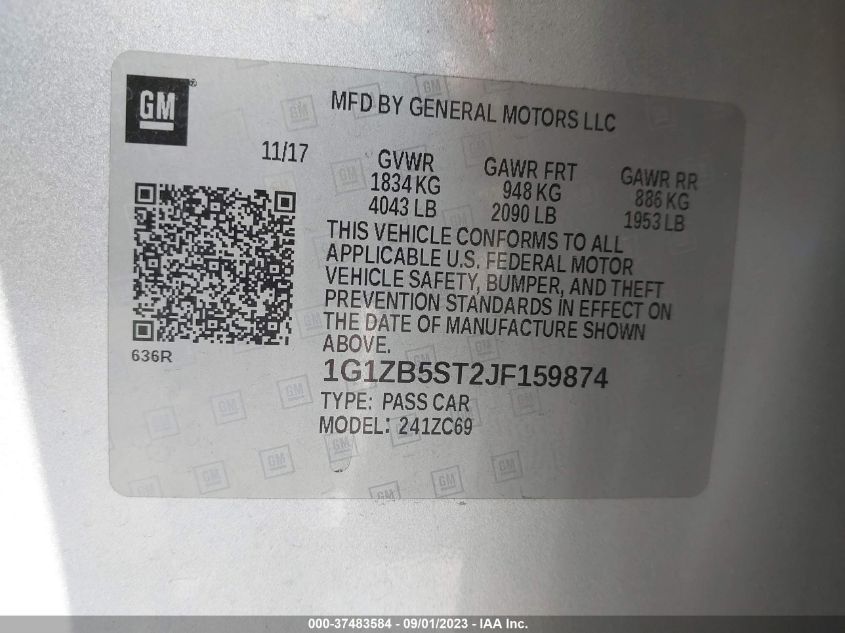 GM
MFD BY GENERAL MOTORS LLC
11/17
GVWR
1834 KG
4043 LB
GAWR FRT
948 KG
2090 LB
GAWR RR
886 KG
1953 LB
THIS VEHICLE CONFORMS TO ALL
APPLICABLE U.S. FEDERAL MOTOR
VEHICLE SAFETY, BUMPER, AND THEFT
PREVENTION STANDARDS IN EFFECT ON
THE DATE OF MANUFACTURE SHOWN
ABOVE.
636R
1G1ZB5ST2JF159874
TYPE: PASS CAR
MODEL: 241ZC69
000-37483584 - 09/01/2023 - IAA Inc.